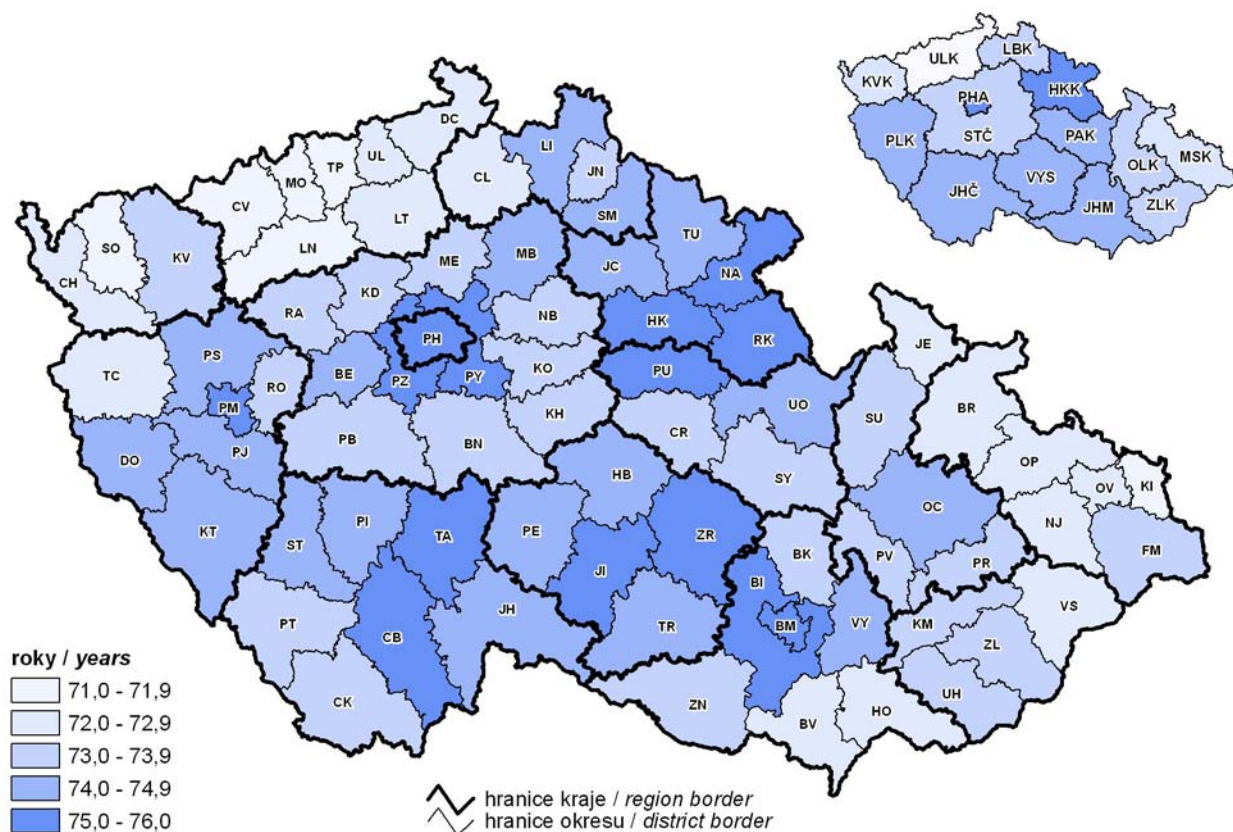 ULK
LBK
KVK
PHA
HKK
STČ
PLK
PAK
OLK
MSK
JHČ
VYS
JHM
ZLK
DC
UL
LI
TP
MO
CL
JN
CV
LT
SM
SO
KV
LN
TU
CH
ME
MB
JC
NA
KD
RA
NB
HK
RK
PH
JE
PS
KO
PU
TC
RO
BE
PZ
PY
PM
UO
SU
BR
KH
CR
PB
BN
DO
PJ
OP
SY
HB
OV
KI
OC
NJ
KT
ST
PI
TA
PE
ZR
BK
PV
PR
FM
JI
BI
PT
CB
JH
TR
BM
VY
KM
VS
ZL
CK
ZN
BV
HO
UH
roky / years
71,0 - 71,9
72,0 - 72,9
73,0 - 73,9
74,0 - 74,9
75,0 - 76,0
hranice kraje / region border
hranice okresu / district border